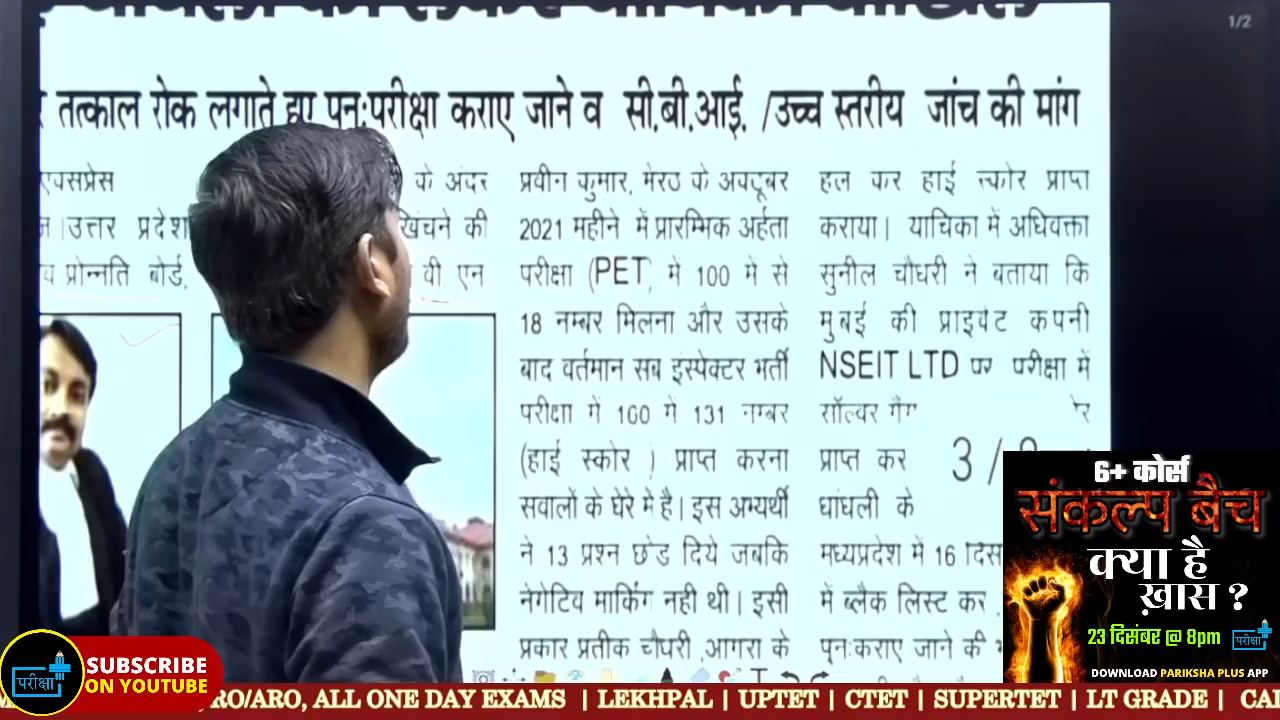 1/2
तत्काल रोक लगाते हुए पुनःपरीक्षा कराए जाने व सी.बी.आई. /उच्च स्तरीय जांच की मांग
एक्सप्रेस
उत्तर प्रदेश
व प्रोन्नति बोर्ड,
के अंदर
खिंचने की
वी एन
प्रवीन कुमार, मेरठ के अक्टूबर
2021 महीने में प्रारम्भिक अर्हता
परीक्षा (PET) में 100 मे से
18 नम्बर मिलना और उसके
बाद वर्तमान सब इंस्पेक्टर भर्ती
परीक्षा में 160 में 131 नम्बर
(हाई स्कोर ) प्राप्त करना
सवालों के घेरे मे है। इस अभ्यर्थी
ने 13 प्रश्न छोड दिये जबकि
नेगेटिव मार्किंग नही थी। इसी
प्रकार प्रतीक चौधरी ,आगरा के
हल कर हाई स्कोर प्राप्त
कराया। याचिका में अधिवक्ता
सुनील चौधरी ने बताया कि
मुंबई की प्राइवेट कंपनी
NSEIT LTD पर परीक्षा में
सॉल्वर गैंग
प्राप्त कर
3 /
धांधली के
मध्यप्रदेश में 16 दिस
में ब्लैक लिस्ट कर
पुनःकराए जाने की
6+ कोर्स
संकल्प बैच
क्या है
ख़ास ?
23 दिसंबर @ 8pm
परीक्षा
DOWNLOAD PARIKSHA PLUS APP
परीक्षा
SUBSCRIBE
ON YOUTUBE
RO/ARO, ALL ONE DAY EXAMS | LEKHPAL | UPTET | CTET | SUPERTET | LT GRADE |